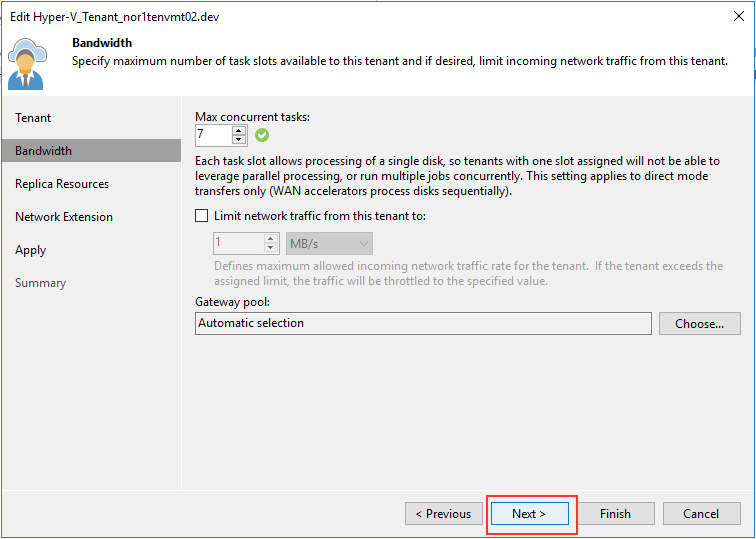 Edit Hyper-V_Tenant_nor1tenvmt02.dev
Bandwidth
Specify maximum number of task slots available to this tenant and if desired, limit incoming network traffic from this tenant.
Tenant
Bandwidth
Replica Resources
Network Extension
Apply
Summary
Max concurrent tasks:
7
Each task slot allows processing of a single disk, so tenants with one slot assigned will not be able to
leverage parallel processing, or run multiple jobs concurrently. This setting applies to direct mode
transfers only (WAN accelerators process disks sequentially).
Limit network traffic from this tenant to:
1 MB/s
Defines maximum allowed incoming network traffic rate for the tenant. If the tenant exceeds the
assigned limit, the traffic will be throttled to the specified value.
Gateway pool:
Automatic selection Choose...
< Previous Next > Finish Cancel